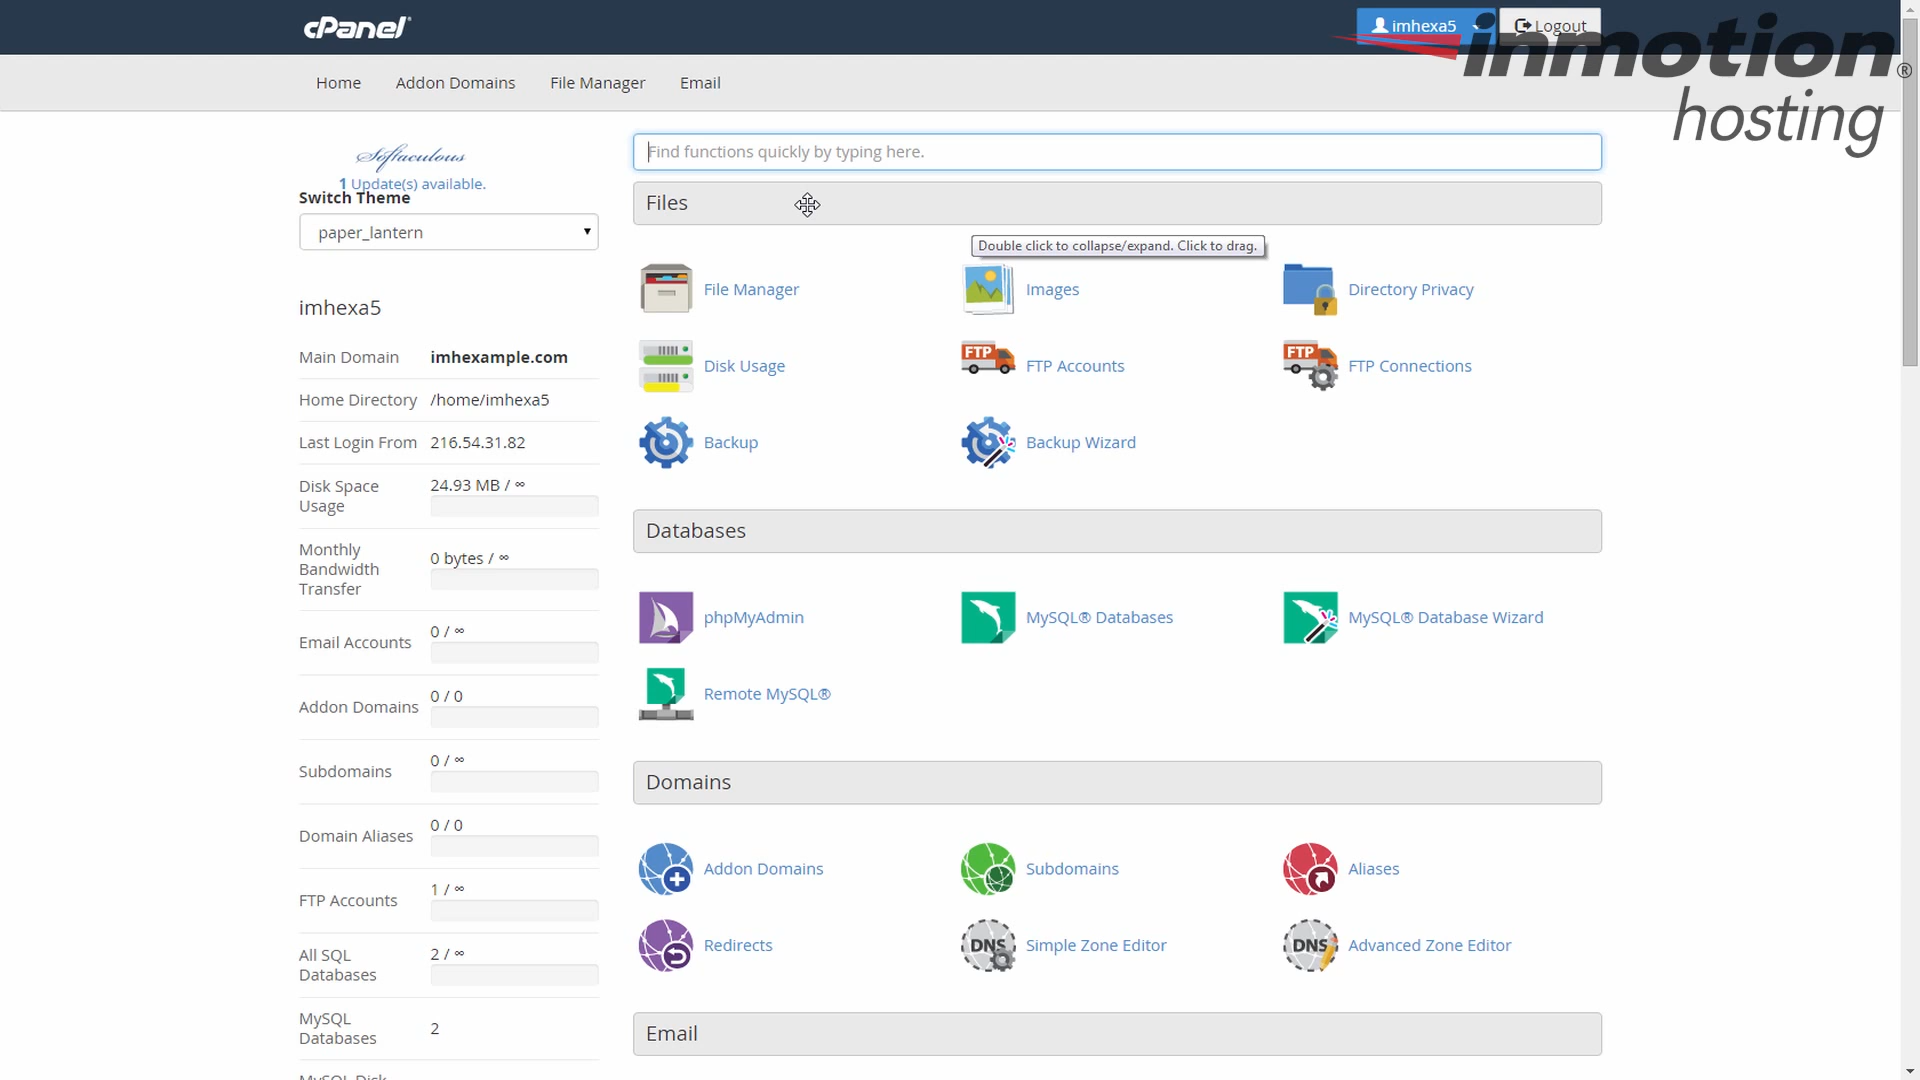 cPanel®
imhexa5
Logout
inmotion®
hosting
Home
Addon Domains
File Manager
Email
Softaculous
1 Update(s) available.
Switch Theme
paper_lantern
imhexa5
Main Domain
imhexample.com
Home Directory
/home/imhexa5
Last Login From
216.54.31.82
Disk Space
Usage
24.93 MB / ∞
Monthly
Bandwidth
Transfer
0 bytes / ∞
Email Accounts
0 / ∞
Addon Domains
0 / 0
Subdomains
0 / ∞
Domain Aliases
0 / 0
FTP Accounts
1 / ∞
All SQL
Databases
2 / ∞
MySQL
Databases
2
MySQL Disk
Find functions quickly by typing here.
Files
Double click to collapse/expand. Click to drag.
File Manager
Images
Directory Privacy
Disk Usage
FTP
FTP Accounts
FTP
FTP Connections
Backup
Backup Wizard
Databases
phpMyAdmin
MySQL® Databases
MySQL® Database Wizard
Remote MySQL®
Domains
Addon Domains
Subdomains
Aliases
Redirects
DNS
Simple Zone Editor
DNS
Advanced Zone Editor
Email